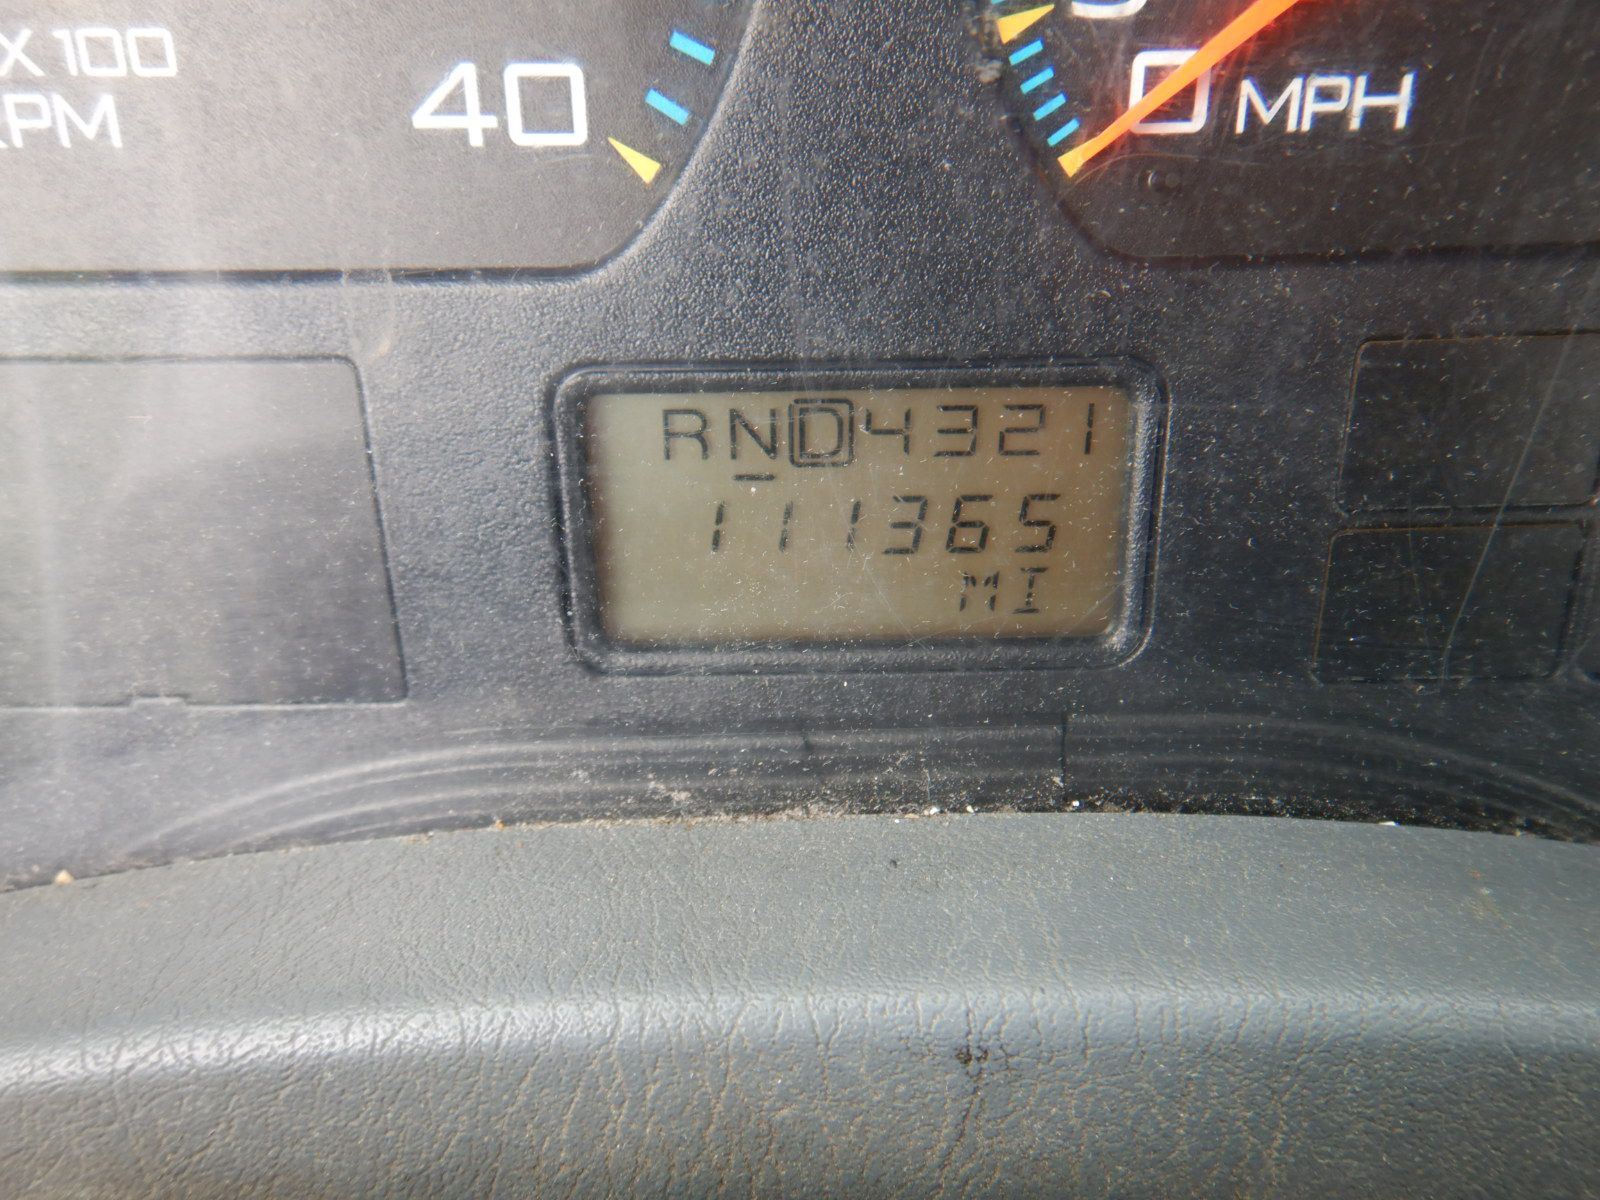 X 100
RPM
40
0 MPH
RND4321
111365
MI